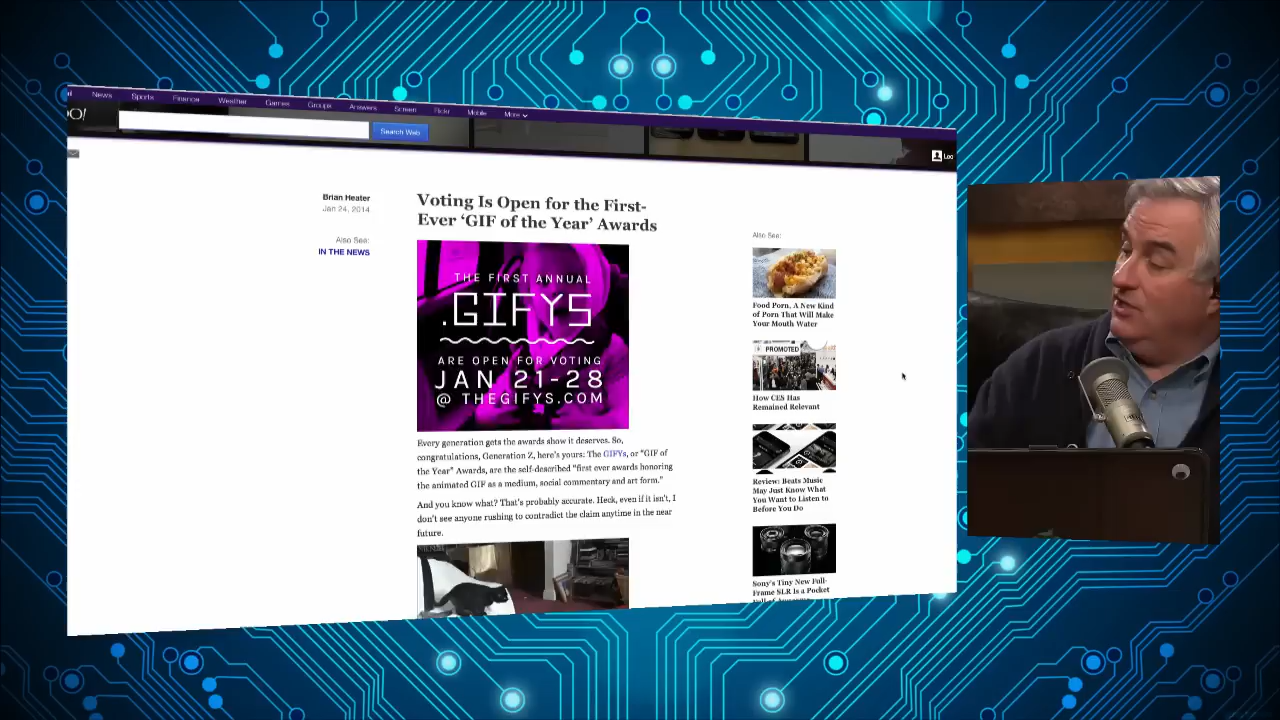 News Sports Finance Weather Games Groups Answers Screen Flickr Mobile More
OO!
Search Web
Leo
Brian Heater
Jan 24, 2014
Also See:
IN THE NEWS
Voting Is Open for the First-
Ever ‘GIF of the Year’ Awards
THE FIRST ANNUAL
.GIFYS
ARE OPEN FOR VOTING
JAN 21-28
@ THEGIFYS.COM
Every generation gets the awards show it deserves. So,
congratulations, Generation Z, here's yours: The GIFYs, or “GIF of
the Year” Awards, are the self-described “first ever awards honoring
the animated GIF as a medium, social commentary and art form.”
And you know what? That's probably accurate. Heck, even if it isn't, I
don't see anyone rushing to contradict the claim anytime in the near
future.
Also See:
Food Porn, A New Kind
of Porn That Will Make
Your Mouth Water
PROMOTED
How CES Has
Remained Relevant
Review: Beats Music
May Just Know What
You Want to Listen to
Before You Do
Sony's Tiny New Full-
Frame SLR Is a Pocket